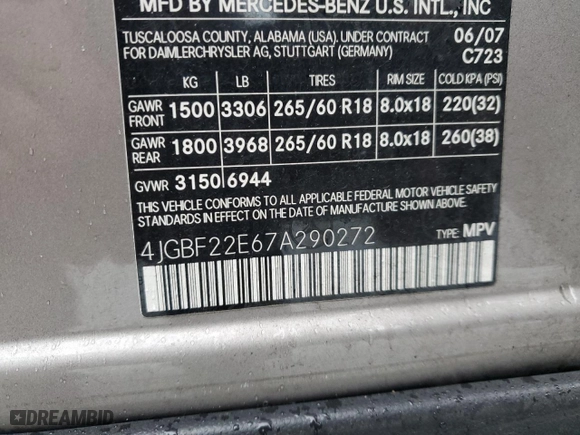 MFD BY MERCEDES-BENZ U.S. INTL., INC
TUSCALOOSA COUNTY, ALABAMA (USA). UNDER CONTRACT 06/07
FOR DAIMLERCHRYSLER AG, STUTTGART (GERMANY) C723
KG LB TIRES RIM SIZE COLD KPA (PSI)
GAWR FRONT 1500 3306 265/60 R18 8.0x18 220(32)
GAWR REAR 1800 3968 265/60 R18 8.0x18 260(38)
GVWR 3150 6944
THIS VEHICLE CONFORMS TO ALL APPLICABLE FEDERAL MOTOR VEHICLE SAFETY
STANDARDS IN EFFECT ON THE DATE OF MANUFACTURE SHOWN ABOVE.
4JGBF22E67A290272 TYPE: MPV
DREAMBID